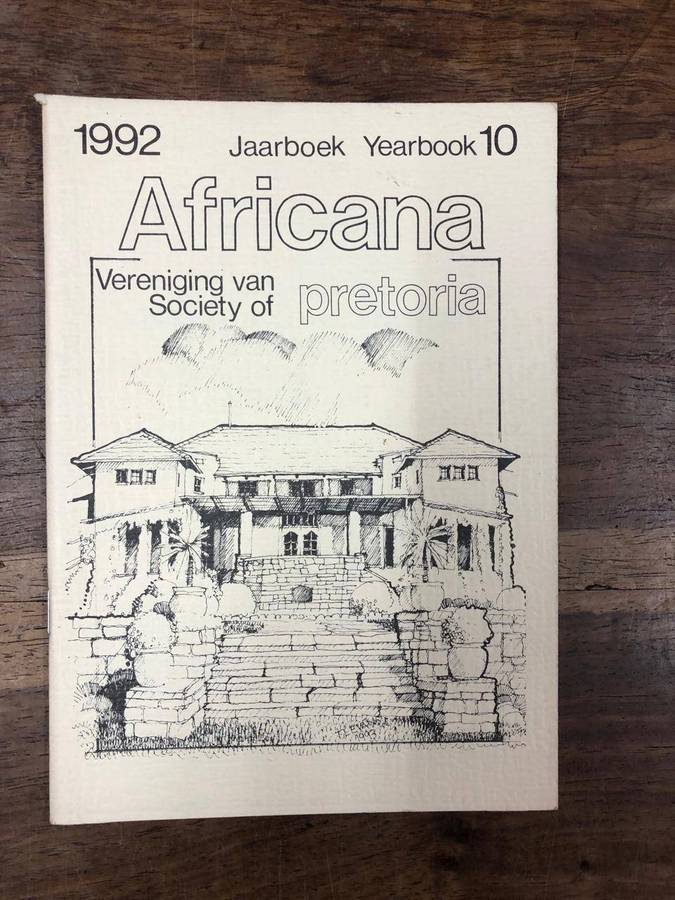 1992 Jaarboek Yearbook 10
Africana
Vereniging van
Society of pretoria